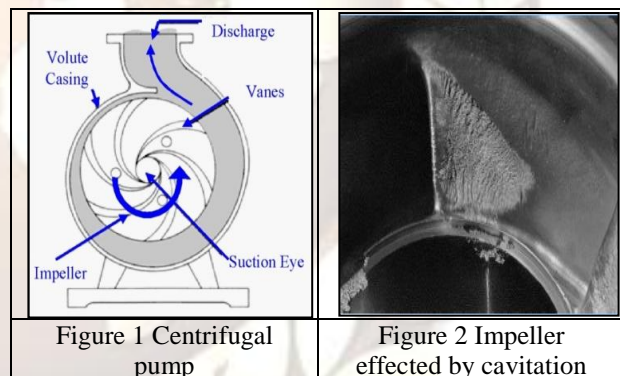 Discharge
Volute
Casing
Vanes
Impeller
Suction Eye
Figure 1 Centrifugal
pump
Figure 2 Impeller
effected by cavitation